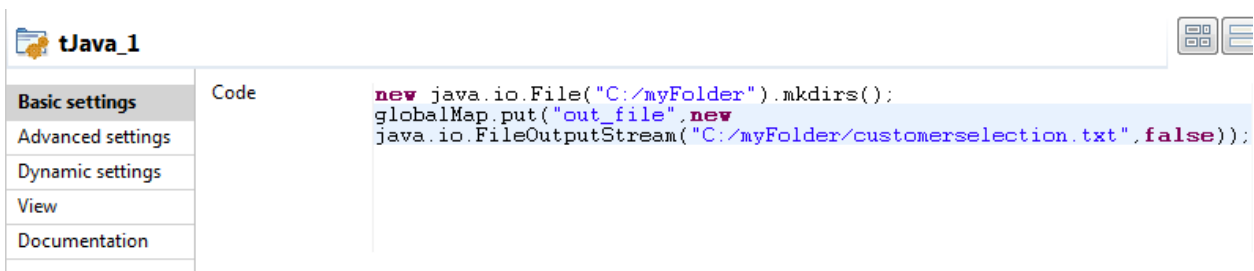 tJava_1
Basic settings
Advanced settings
Dynamic settings
View
Documentation
Code
new java.io.File("C:/myFolder").mkdirs();
globalMap.put("out_file",new
java.io.FileOutputStream("C:/myFolder/customerselection.txt",false));